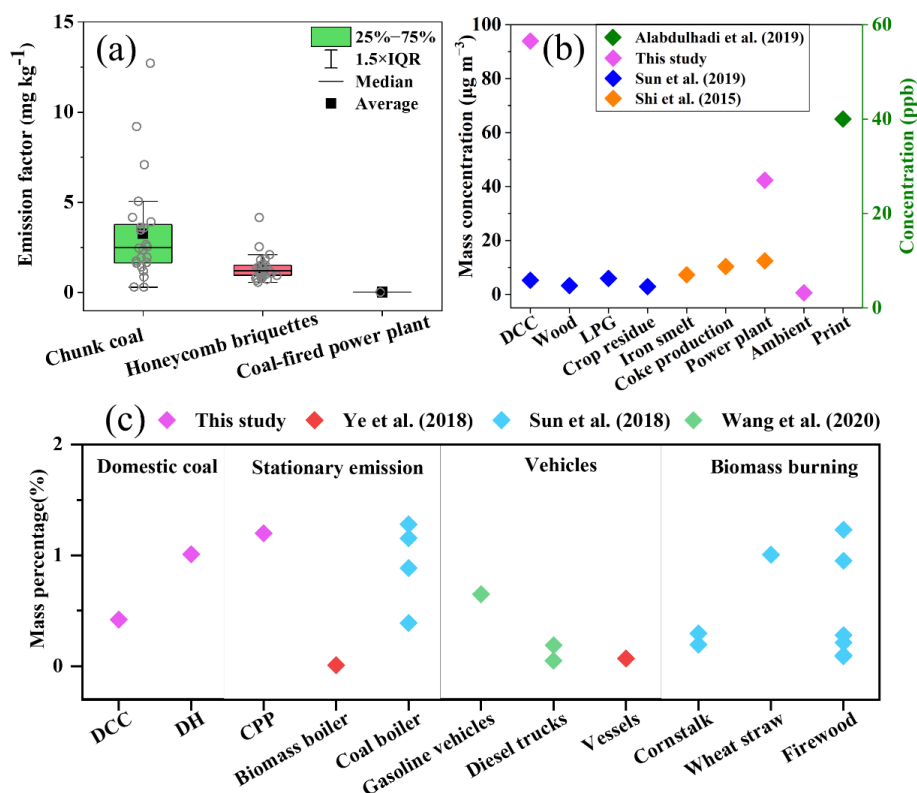 (a)
25%−75%
1.5×IQR
Median
Average
Emission factor (mg kg⁻¹)
15
10
5
0
Chunk coal
Honeycomb briquettes
Coal-fired power plant
(b)
Alabdulhadi et al. (2019)
This study
Sun et al. (2019)
Shi et al. (2015)
Mass concentration (μg m⁻³)
100
80
60
40
20
0
Concentration (ppb)
60
40
20
0
DCC
Wood
LPG
Crop residue
Iron smelt
Coke production
Power plant
Ambient
Print
(c)
This study
Ye et al. (2018)
Sun et al. (2018)
Wang et al. (2020)
Mass percentage(%)
2
1
0
Domestic coal
Stationary emission
Vehicles
Biomass burning
DCC
DH
CPP
Biomass boiler
Coal boiler
Gasoline vehicles
Diesel trucks
Vessels
Cornstalk
Wheat straw
Firewood